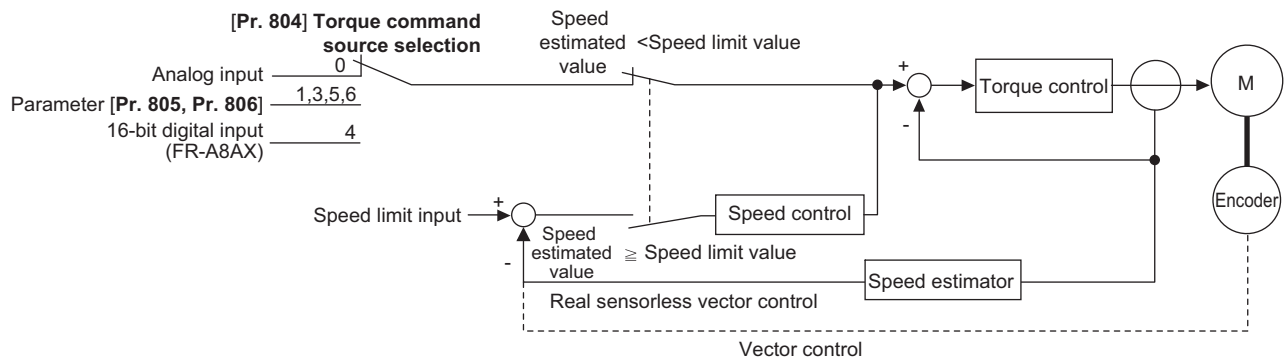 [Pr. 804] Torque command
source selection
Analog input
0
Parameter [Pr. 805, Pr. 806]
1,3,5,6
16-bit digital input
(FR-A8AX)
4
Speed
estimated
value
<Speed limit value
+
-
Torque control
M
Encoder
Speed limit input
+
-
Speed control
Speed
estimated
value
≧ Speed limit value
Speed estimator
Real sensorless vector control
Vector control